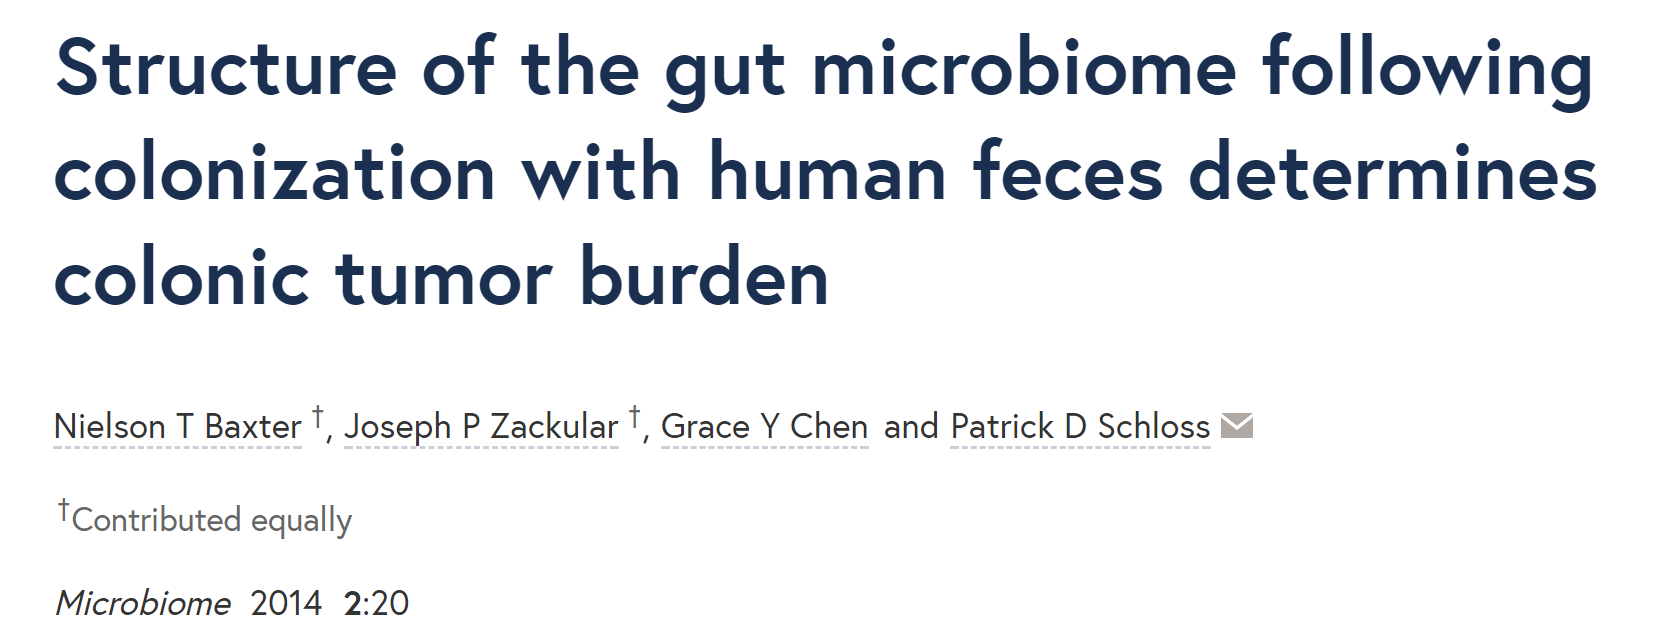 Structure of the gut microbiome following
colonization with human feces determines
colonic tumor burden
Nielson T Baxter †, Joseph P Zackular †, Grace Y Chen and Patrick D Schloss
†Contributed equally
Microbiome 2014 2:20